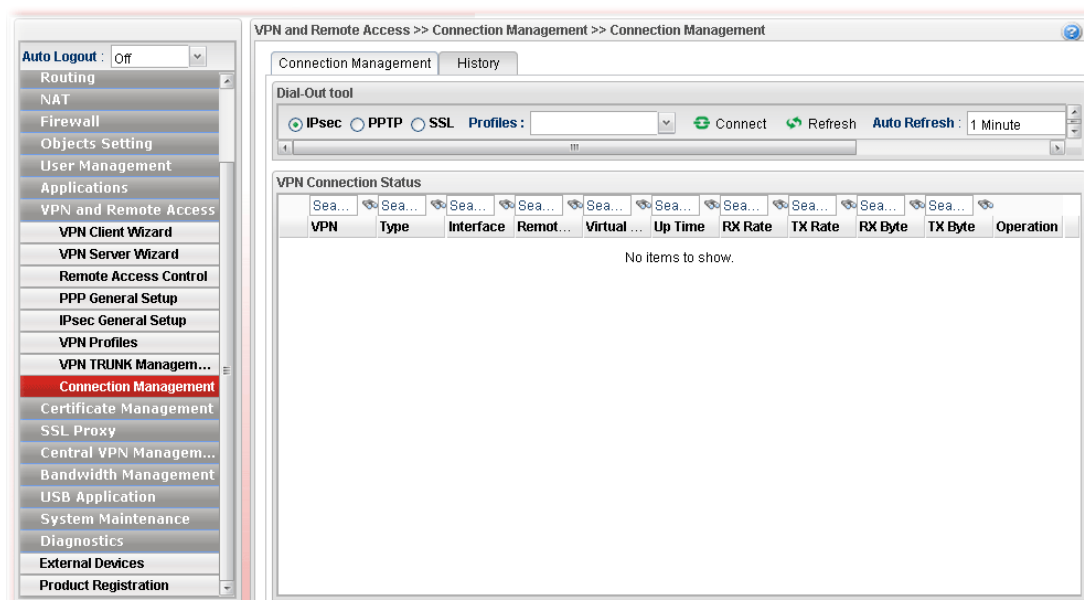 VPN and Remote Access >> Connection Management >> Connection Management
Auto Logout : Off
Routing
NAT
Firewall
Objects Setting
User Management
Applications
VPN and Remote Access
VPN Client Wizard
VPN Server Wizard
Remote Access Control
PPP General Setup
IPsec General Setup
VPN Profiles
VPN TRUNK Managem...
Connection Management
Certificate Management
SSL Proxy
Central VPN Managem...
Bandwidth Management
USB Application
System Maintenance
Diagnostics
External Devices
Product Registration
Connection Management History
Dial-Out tool
IPsec PPTP SSL Profiles : Connect Refresh Auto Refresh : 1 Minute
VPN Connection Status
Sea... Sea... Sea... Sea... Sea... Sea... Sea... Sea... Sea... Sea...
VPN Type Interface Remot... Virtual ... Up Time RX Rate TX Rate RX Byte TX Byte Operation
No items to show.